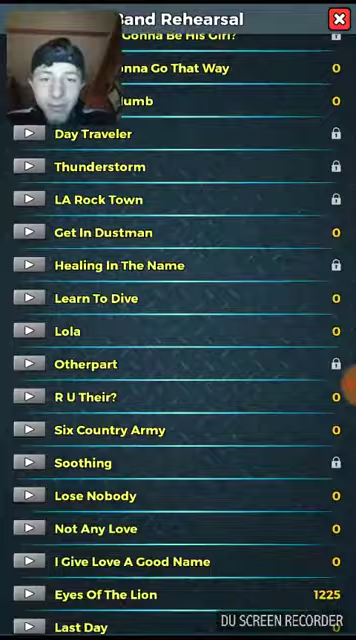 Band Rehearsal
Gonna Be His Girl?
nna Go That Way 0
umb 0
Day Traveler
Thunderstorm
LA Rock Town
Get In Dustman 0
Healing In The Name
Learn To Dive 0
Lola 0
Otherpart
R U Their? 0
Six Country Army 0
Soothing
Lose Nobody 0
Not Any Love 0
I Give Love A Good Name 0
Eyes Of The Lion 1225
DU SCREEN RECORDER
Last Day 0